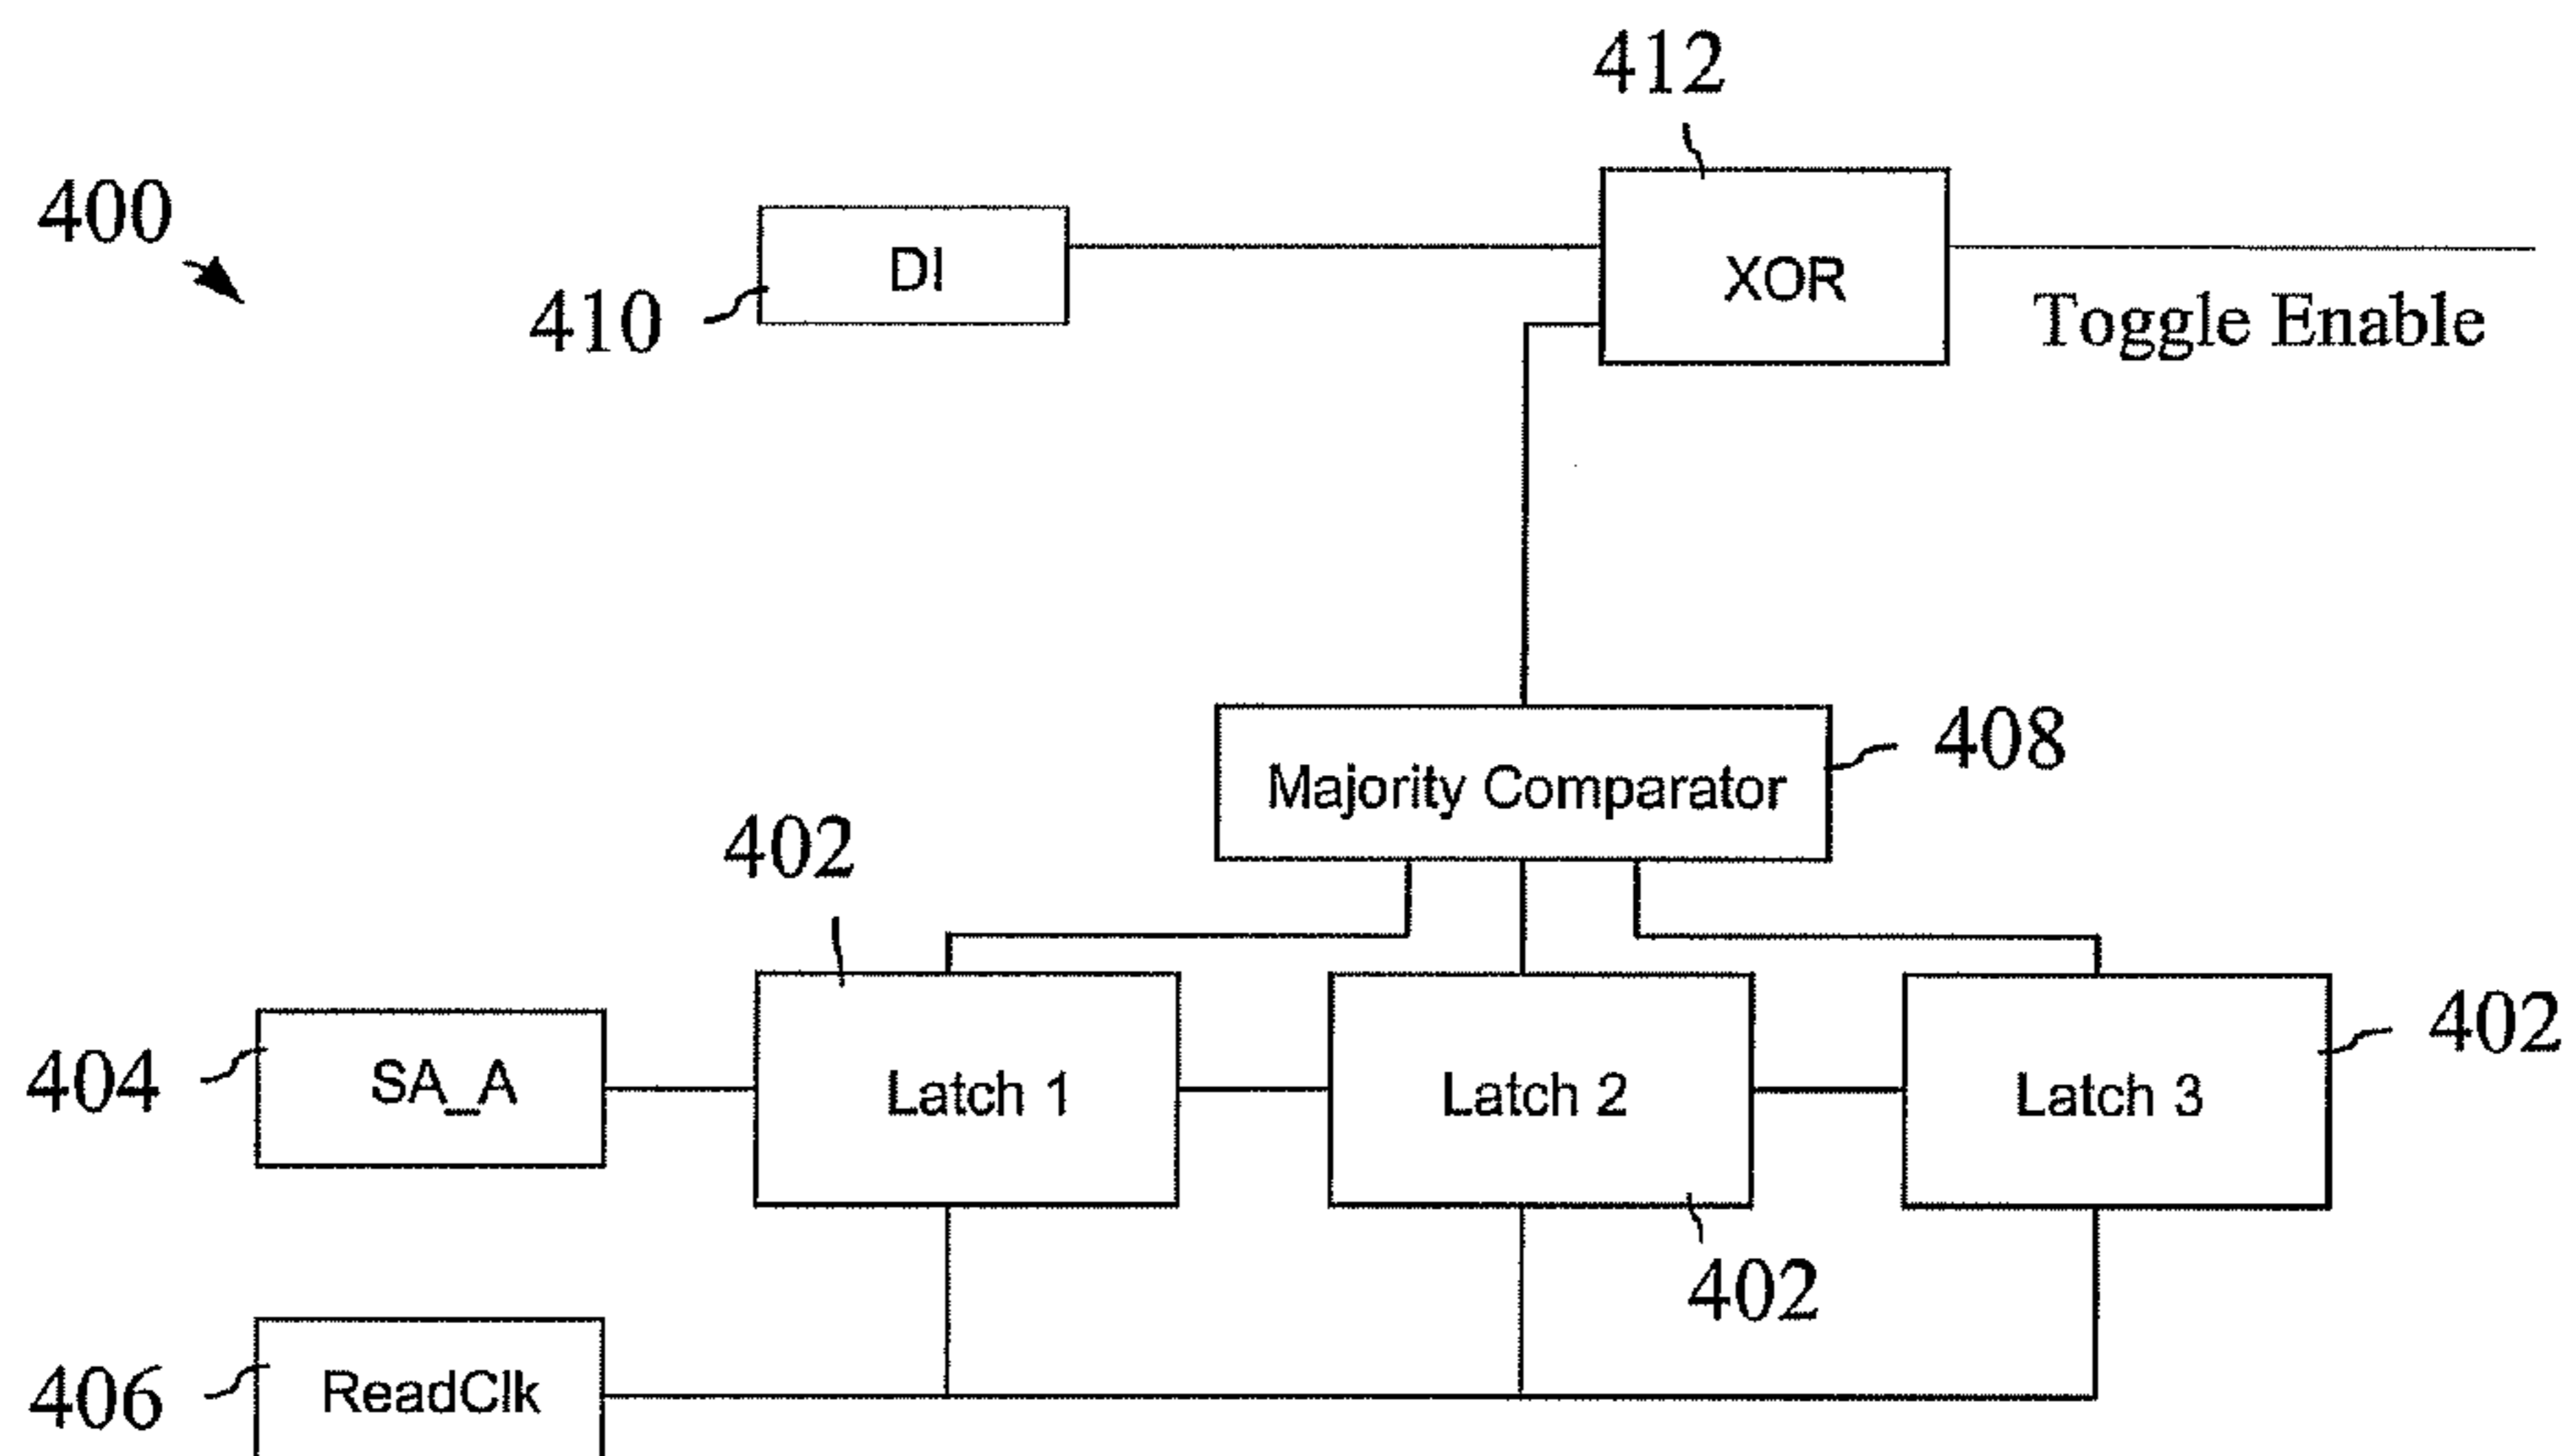 412
400
DI
XOR
410
Toggle Enable
408
Majority Comparator
402
404
SA_A
Latch 1
Latch 2
Latch 3
402
402
406
ReadClk